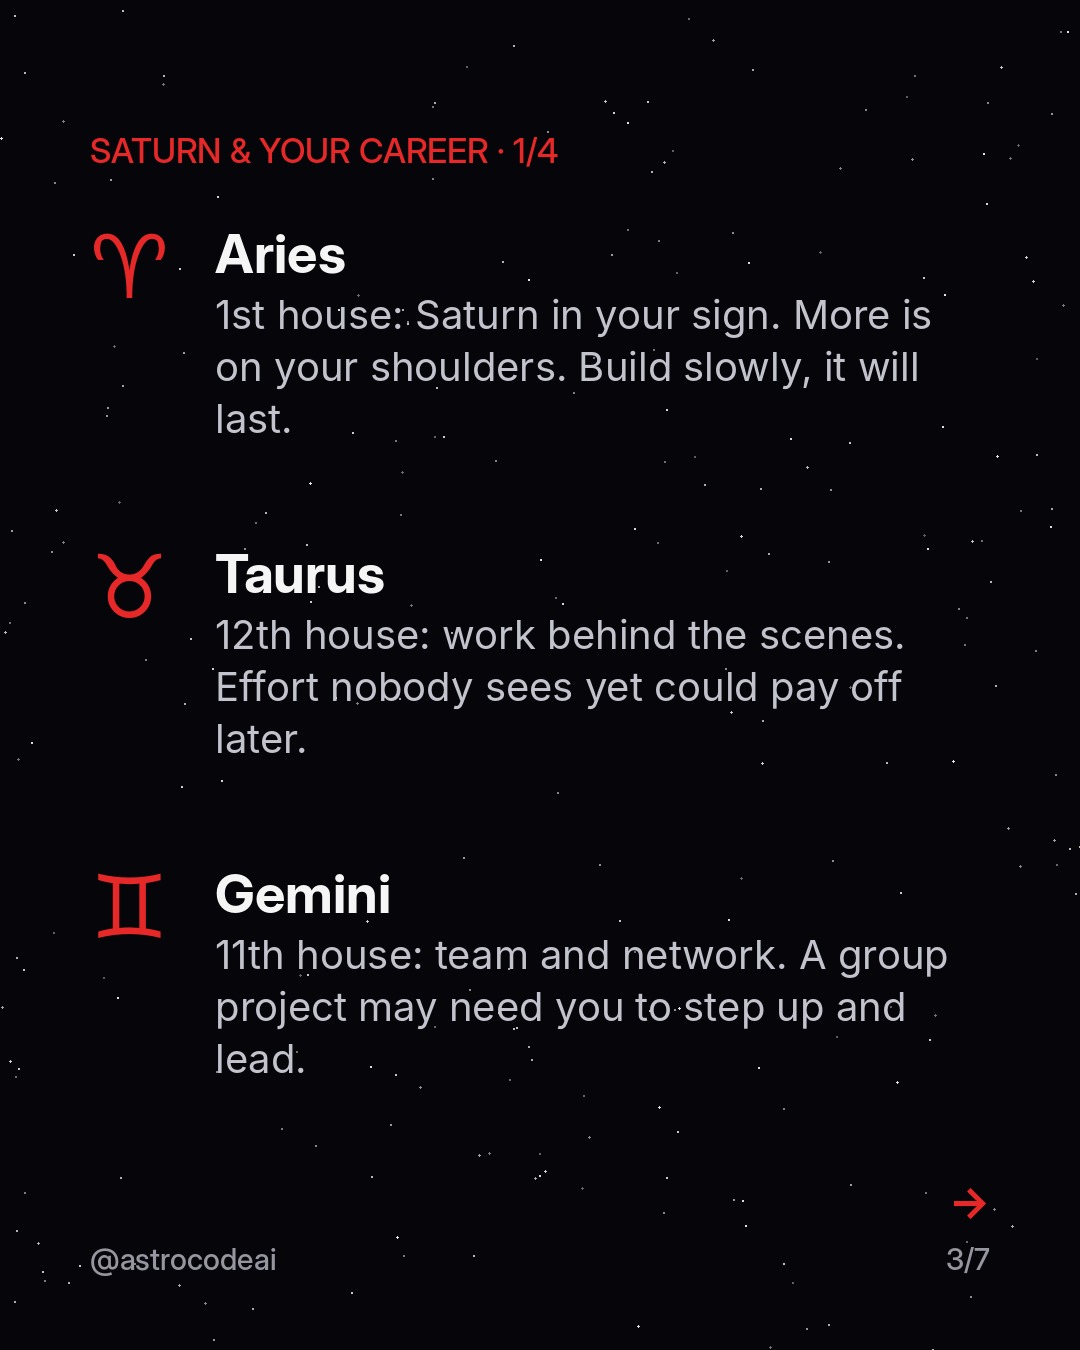 SATURN & YOUR CAREER · 1/4
♈ Aries
1st house: Saturn in your sign. More is
on your shoulders. Build slowly, it will
last.
♉ Taurus
12th house: work behind the scenes.
Effort nobody sees yet could pay off
later.
♊ Gemini
11th house: team and network. A group
project may need you to step up and
lead.
→
@astrocodeai
3/7